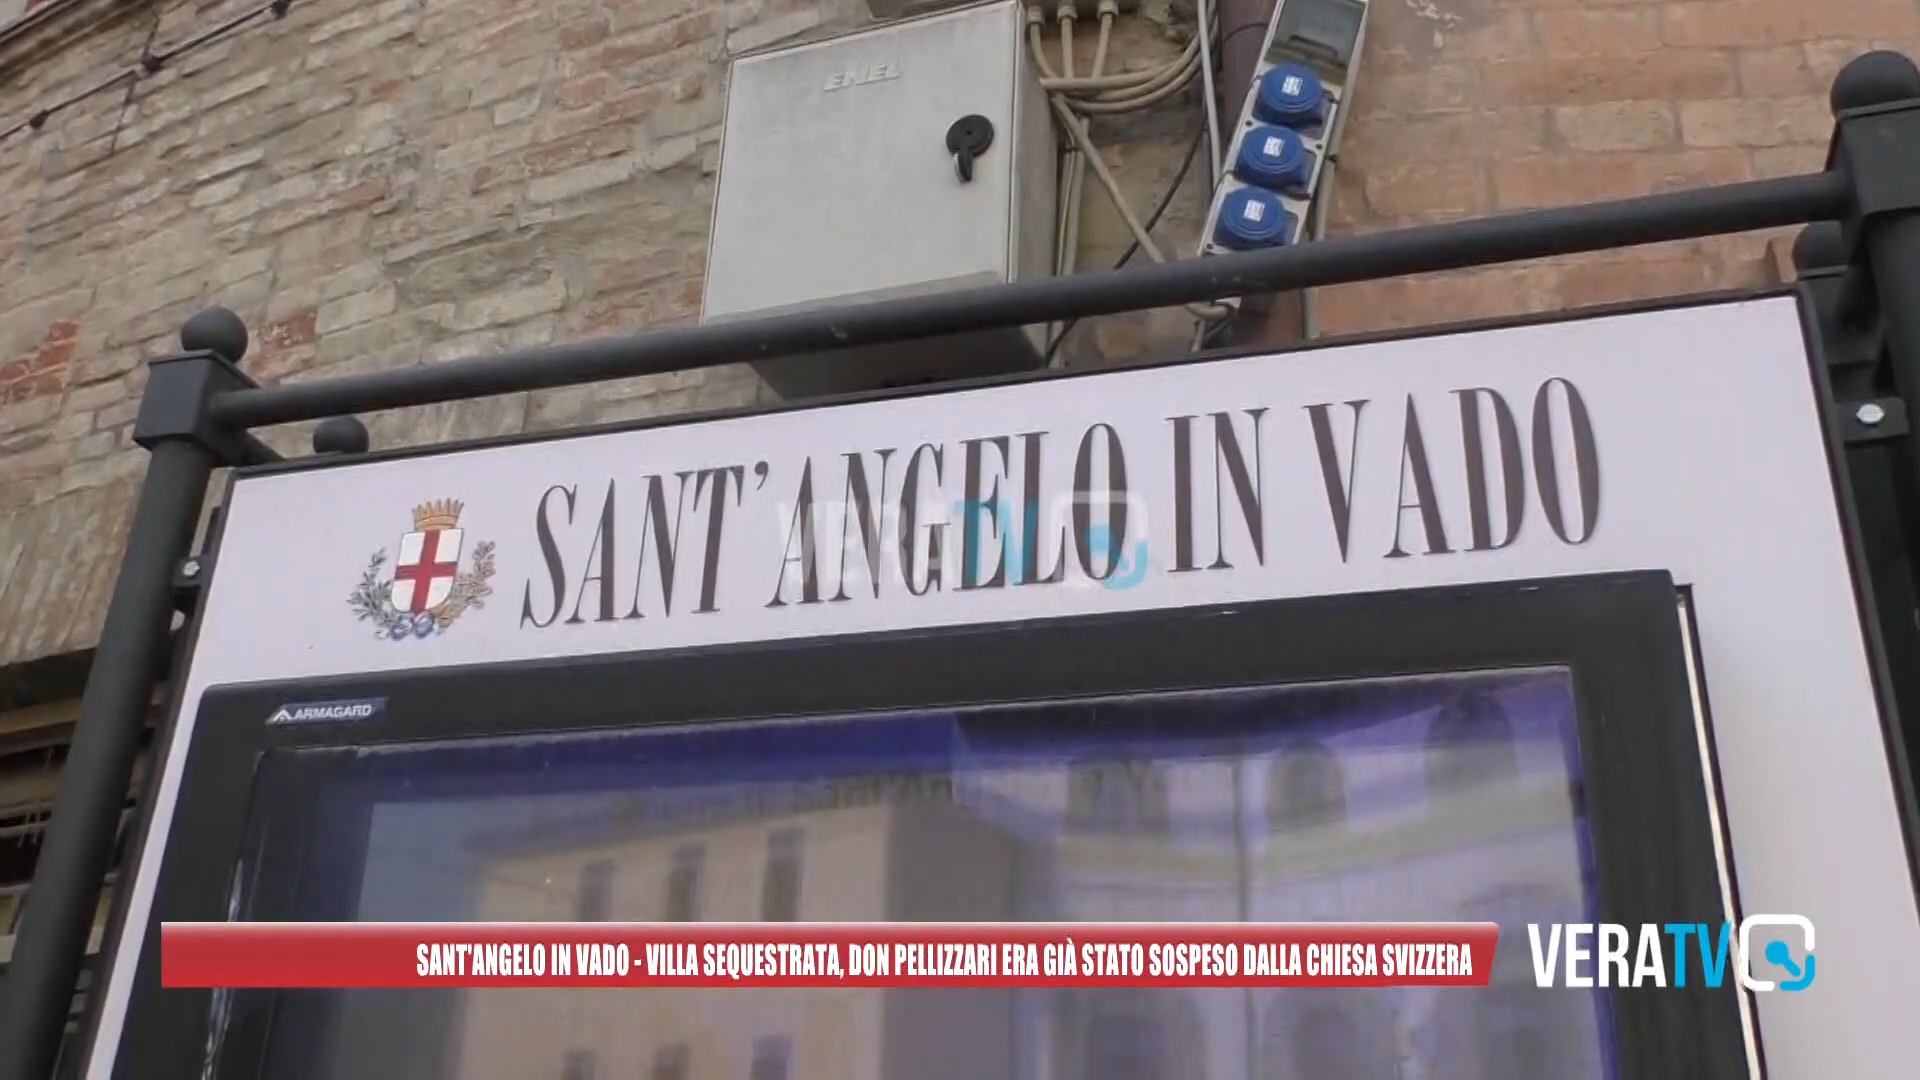 ENEL
SANT'ANGELO IN VADO
VERATV
ARMAGARD
SANT'ANGELO IN VADO - VILLA SEQUESTRATA, DON PELLIZZARI ERA GIÀ STATO SOSPESO DALLA CHIESA SVIZZERA
VERATV